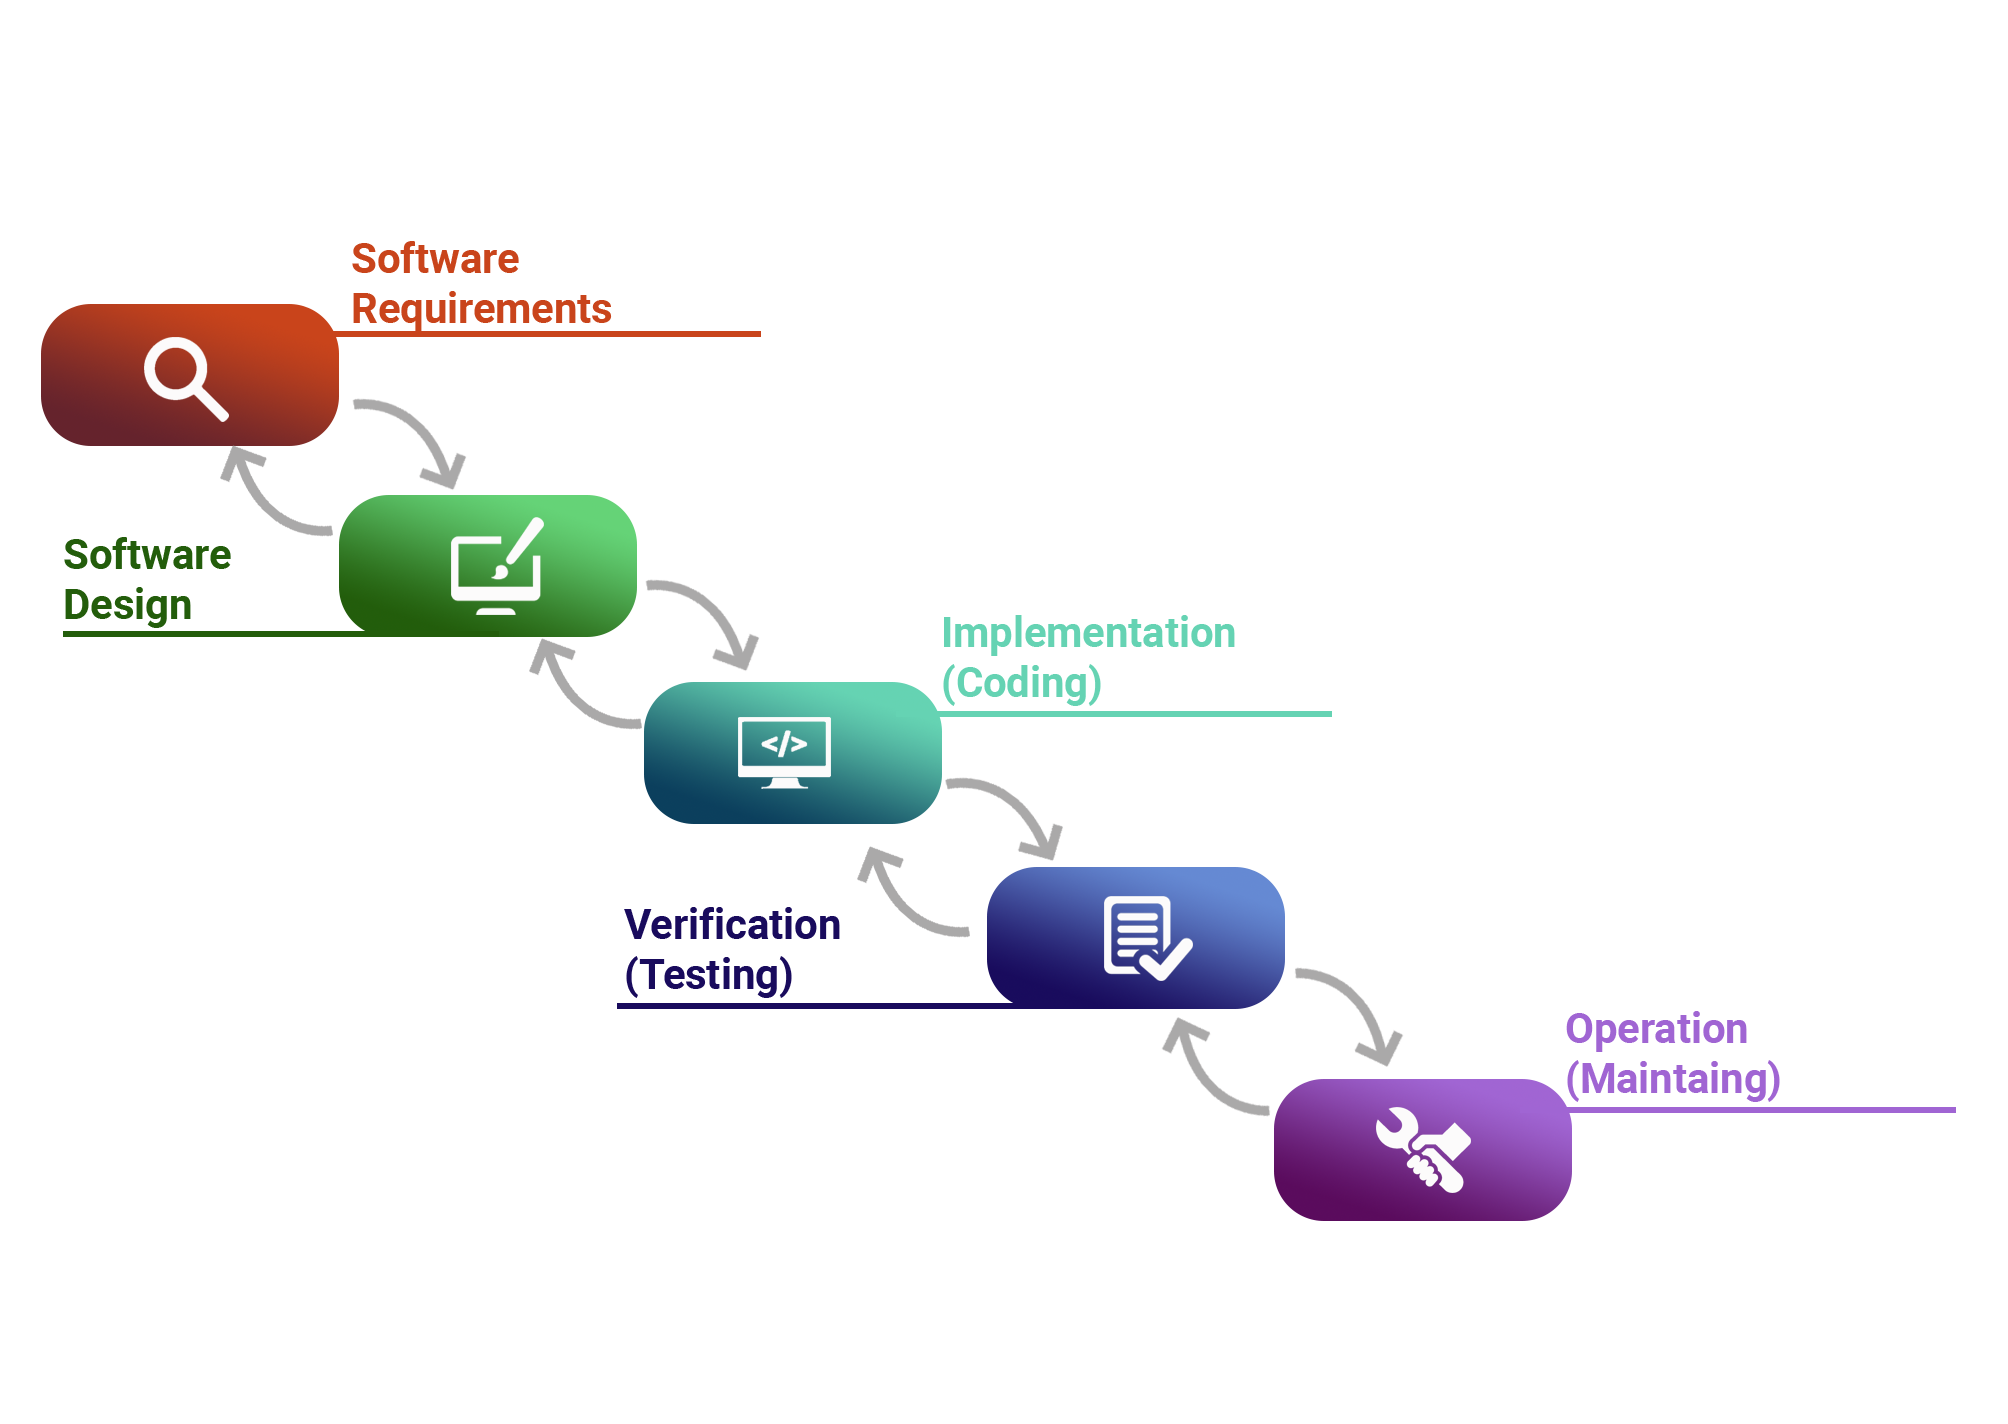 Software
Requirements
Software
Design
Implementation
(Coding)
</>
Verification
(Testing)
Operation
(Maintaing)